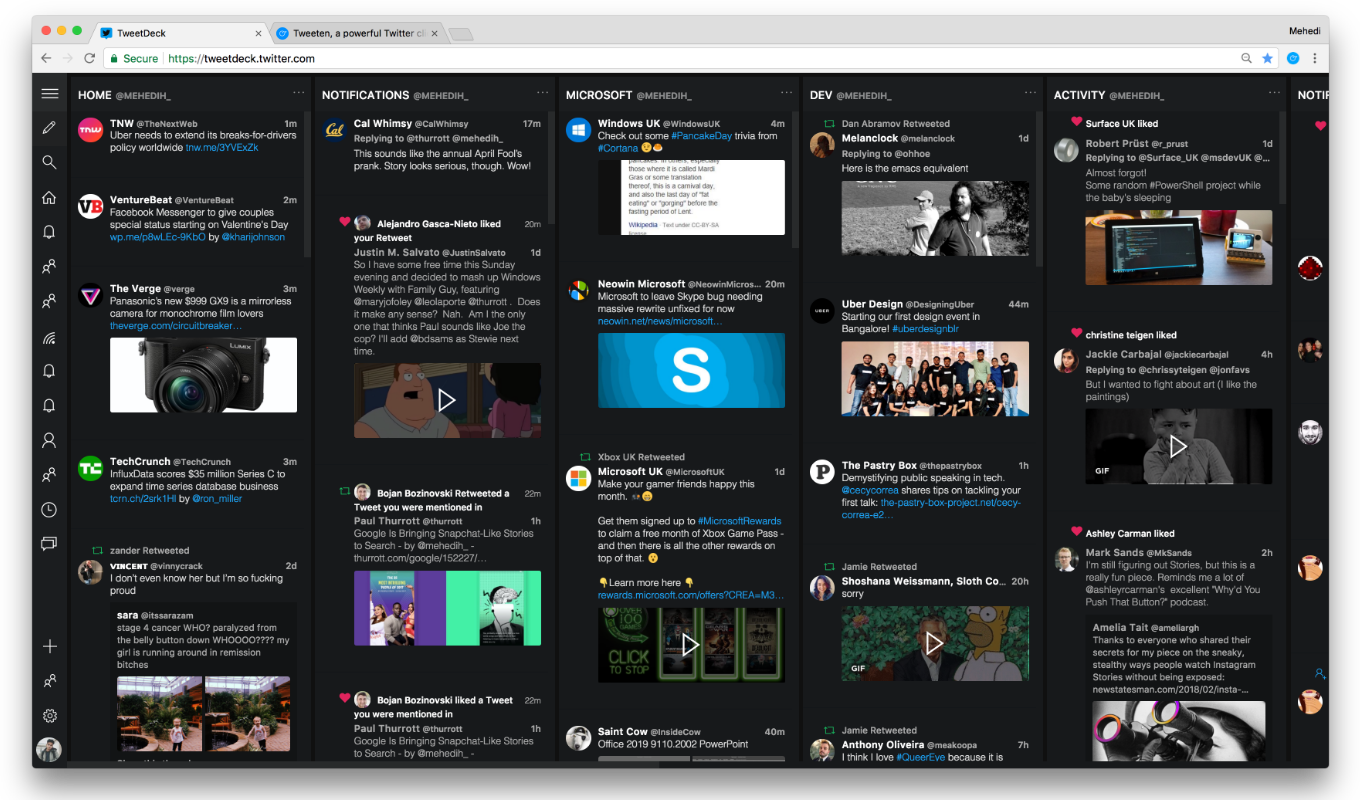 TweetDeck
Tweeten, a powerful Twitter cl
Mehedi
Secure
https://tweetdeck.twitter.com
HOME @MEHEDIH_
TNW @TheNextWeb 1m
Uber needs to extend its breaks-for-drivers
policy worldwide tnw.me/3YVExZk
VentureBeat @VentureBeat 2m
Facebook Messenger to give couples
special status starting on Valentine's Day
wp.me/p8wLEc-9KbO by @kharijohnson
The Verge @verge 3m
Panasonic's new $999 GX9 is a mirrorless
camera for monochrome film lovers
theverge.com/circuitbreaker…
LUMIX
TechCrunch @TechCrunch 3m
InfluxData scores $35 million Series C to
expand time series database business
tcrn.ch/2srk1HI by @ron_miller
zander Retweeted
VINCENT @vinnycrack 2d
I don't even know her but I'm so fucking
proud
sara @itssarazam
stage 4 cancer WHO? paralyzed from
the belly button down WHOOOO???? my
girl is running around in remission
bitches
NOTIFICATIONS @MEHEDIH_
Cal
Cal Whimsy @CalWhimsy 17m
Replying to @thurrott @mehedih_
This sounds like the annual April Fool's
prank. Story looks serious, though. Wow!
Alejandro Gasca-Nieto liked 20m
your Retweet
Justin M. Salvato @JustinSalvato 1d
So I have some free time this Sunday
evening and decided to mash up Windows
Weekly with Family Guy, featuring
@maryjofoley @leolaporte @thurrott . Does
it make any sense? Nah. Am I the only
one that thinks Paul sounds like Joe the
cop? I'll add @bdsams as Stewie next
time.
Bojan Bozinovski Retweeted a 22m
Tweet you were mentioned in
Paul Thurrott @thurrott 1h
Google Is Bringing Snapchat-Like Stories
to Search - by @mehedih_ -
thurrott.com/google/152227/…
Bojan Bozinovski liked a Tweet 22m
you were mentioned in
Paul Thurrott @thurrott 1h
Google Is Bringing Snapchat-Like Stories
to Search - by @mehedih_ -
MICROSOFT @MEHEDIH_
Windows UK @WindowsUK 4m
Check out some #PancakeDay trivia from
#Cortana 😉🥞
pancakes. In others, especially
those where it is called Mardi
Gras or some translation
thereof, this is a carnival day,
and also the last day of "fat
eating" or "gorging" before the
fasting period of Lent.
Wikipedia · Text under CC-BY-SA
license
Neowin Microsoft @NeowinMicros... 20m
Microsoft to leave Skype bug needing
massive rewrite unfixed for now
neowin.net/news/microsoft…
S
Xbox UK Retweeted
Microsoft UK @MicrosoftUK 1d
Make your gamer friends happy this
month.
Get them signed up to #MicrosoftRewards
to claim a free month of Xbox Game Pass -
and then there is all the other rewards on
top of that. 😮
👇Learn more here 👇
rewards.microsoft.com/offers?CREA=M3…
OVER
100
GAMES
CLICK
TO STOP
Saint Cow @InsideCow 40m
Office 2019 9110.2002 PowerPoint
DEV @MEHEDIH_
Dan Abramov Retweeted
Melanclock @melanclock 1d
Replying to @ohhoe
Here is the emacs equivalent
UBER
Uber Design @DesigningUber 44m
Starting our first design event in
Bangalore! #uberdesignblr
P
The Pastry Box @thepastrybox 1h
Demystifying public speaking in tech.
@cecycorrea shares tips on tackling your
first talk: the-pastry-box-project.net/cecy-
correa-e2…
Jamie Retweeted
Shoshana Weissmann, Sloth Co... 20h
sorry
GIF
Jamie Retweeted
Anthony Oliveira @meakoopa 7h
I think I love #QueerEve because it is
ACTIVITY @MEHEDIH_
Surface UK liked
Robert Prüst @r_prust 1d
Replying to @Surface_UK @msdevUK @...
Almost forgot!
Some random #PowerShell project while
the baby's sleeping
christine teigen liked
Jackie Carbajal @jackiecarbajal 4h
Replying to @chrissyteigen @jonfavs
But I wanted to fight about art (I like the
paintings)
GIF
Ashley Carman liked
Mark Sands @MkSands 2h
I'm still figuring out Stories, but this is a
really fun piece. Reminds me a lot of
@ashleyrcarman's excellent "Why'd You
Push That Button?" podcast.
Amelia Tait @ameliargh
Thanks to everyone who shared their
secrets for my piece on the sneaky,
stealthy ways people watch Instagram
Stories without being exposed:
newstatesman.com/2018/02/insta-…
NOTIF